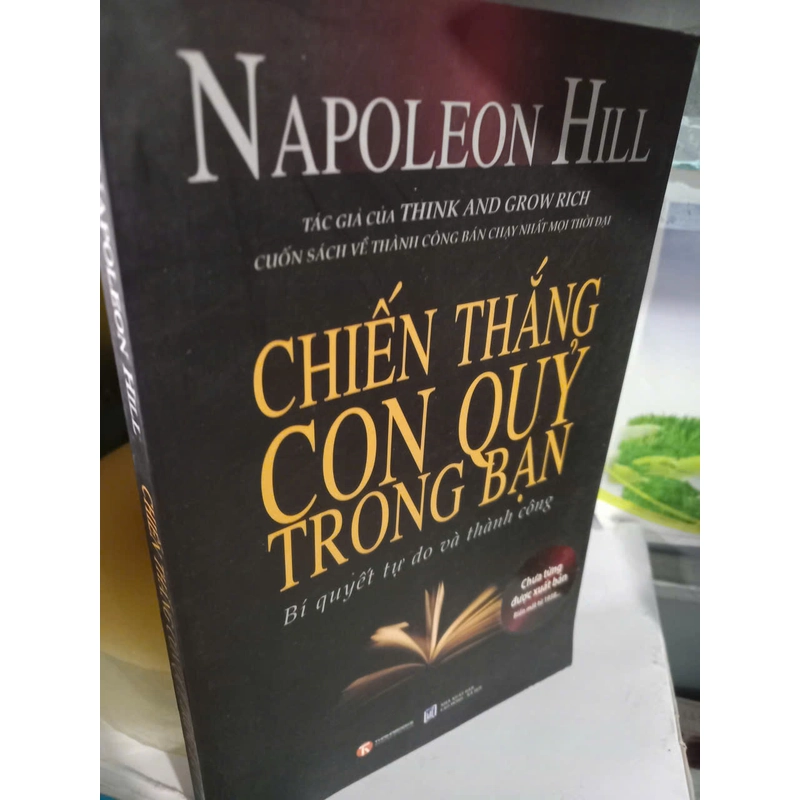 NAPOLEON HILL
TÁC GIẢ CỦA THINK AND GROW RICH
CUỐN SÁCH VỀ THÀNH CÔNG BÁN CHẠY NHẤT MỌI THỜI ĐẠI
CHIẾN THẮNG
CON QUỶ
TRONG BẠN
Bí quyết tự do và thành công
Chưa từng
được xuất bản
NAPOLEON HILL
CHIẾN THẮNG